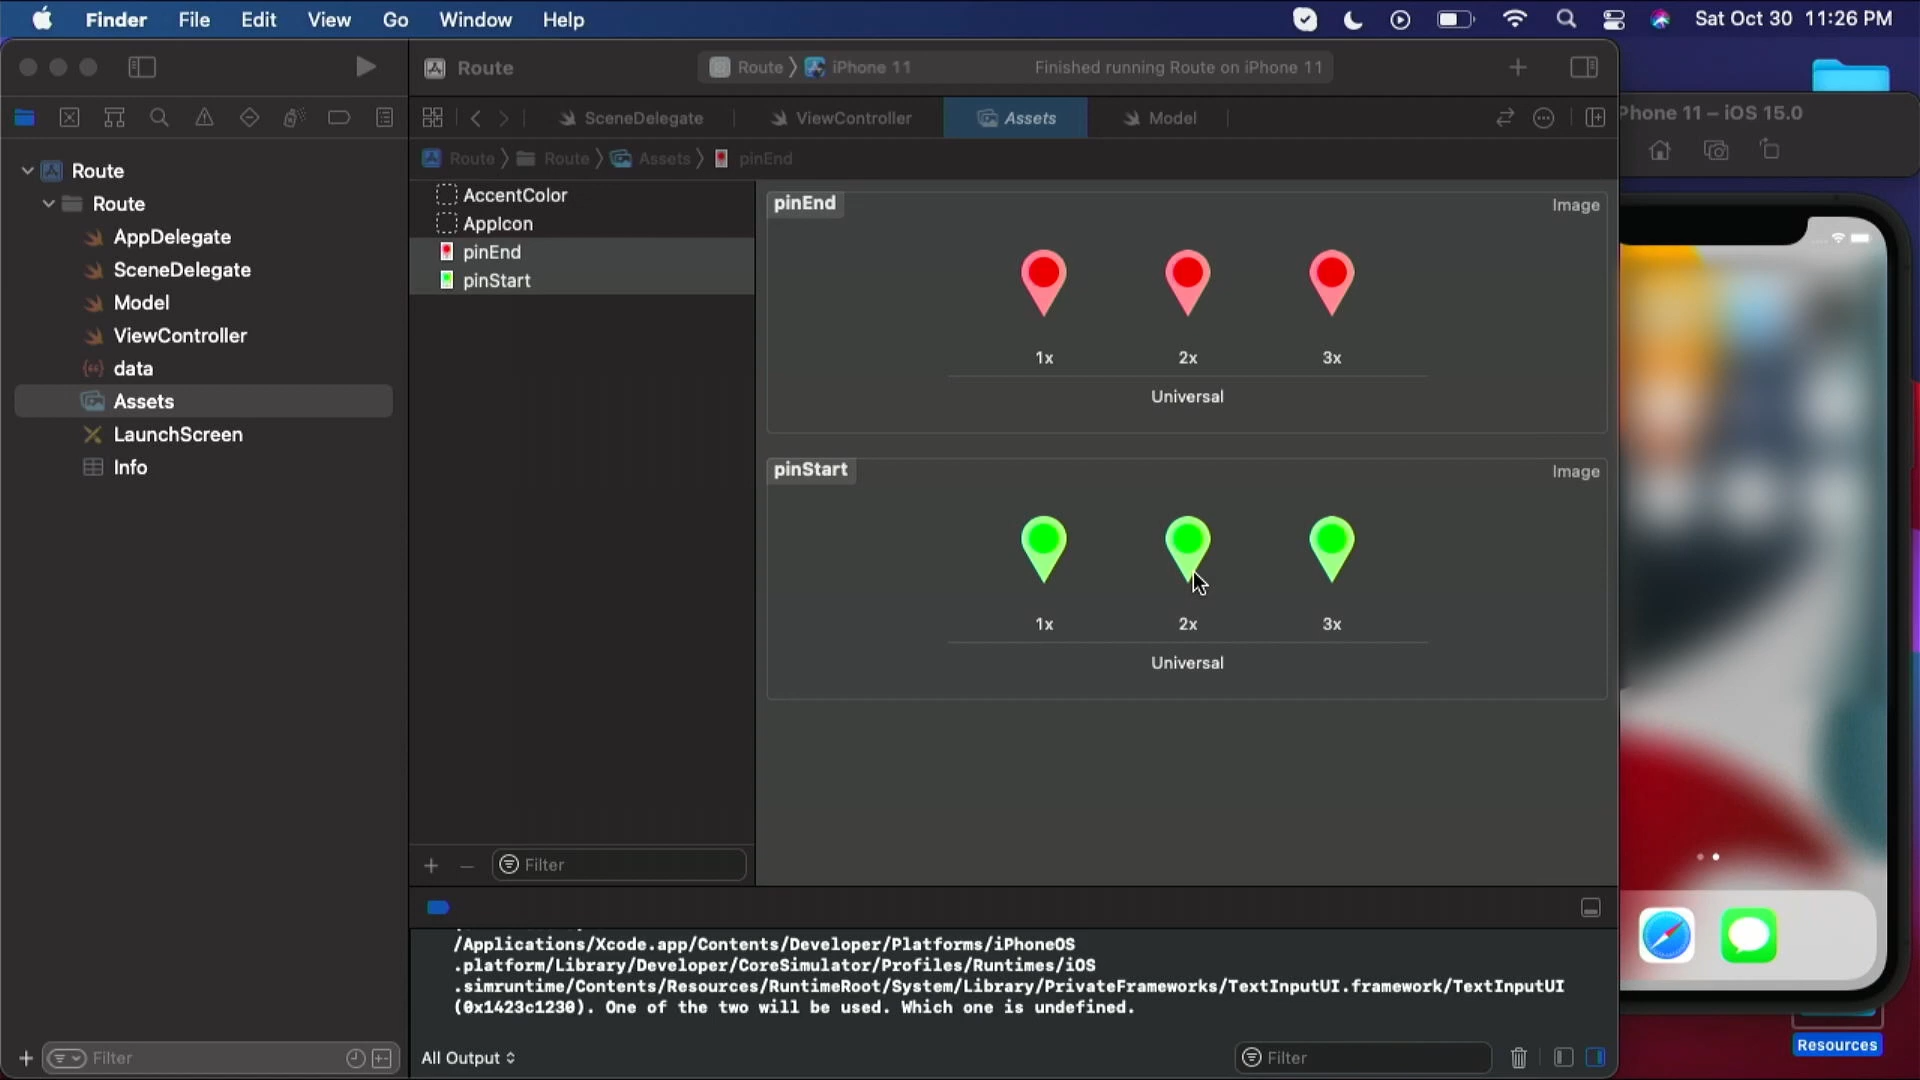 Finder File Edit View Go Window Help Sat Oct 30 11:26 PM
Route Route iPhone 11 Finished running Route on iPhone 11
SceneDelegate ViewController Assets Model
Phone 11 – iOS 15.0
Route Route Assets pinEnd
Route
Route
AppDelegate
SceneDelegate
Model
ViewController
data
Assets
LaunchScreen
Info
AccentColor
AppIcon
pinEnd
pinStart
pinEnd Image
1x 2x 3x
Universal
pinStart Image
1x 2x 3x
Universal
Filter
/Applications/Xcode.app/Contents/Developer/Platforms/iPhoneOS
.platform/Library/Developer/CoreSimulator/Profiles/Runtimes/iOS
.simruntime/Contents/Resources/RuntimeRoot/System/Library/PrivateFrameworks/TextInputUI.framework/TextInputUI
(0x1423c1230). One of the two will be used. Which one is undefined.
Filter
All Output
Filter
Resources